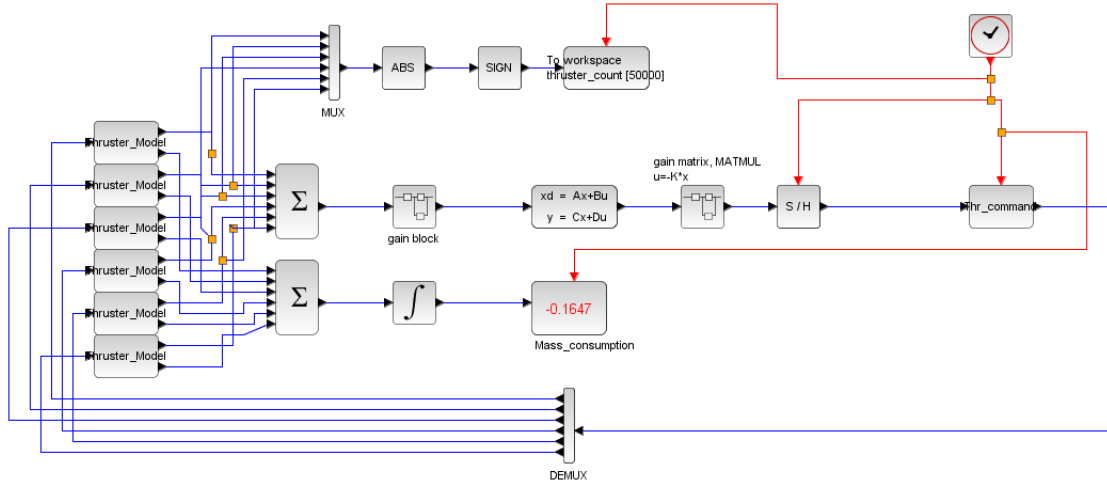 To workspace
thruster_count [50000]
ABS
SIGN
MUX
Thruster_Model
Thruster_Model
Thruster_Model
Thruster_Model
Thruster_Model
Thruster_Model
Σ
gain block
xd = Ax+Bu
y = Cx+Du
gain matrix, MATMUL
u=-K*x
S / H
Thr_command
Σ
∫
-0.1647
Mass_consumption
DEMUX